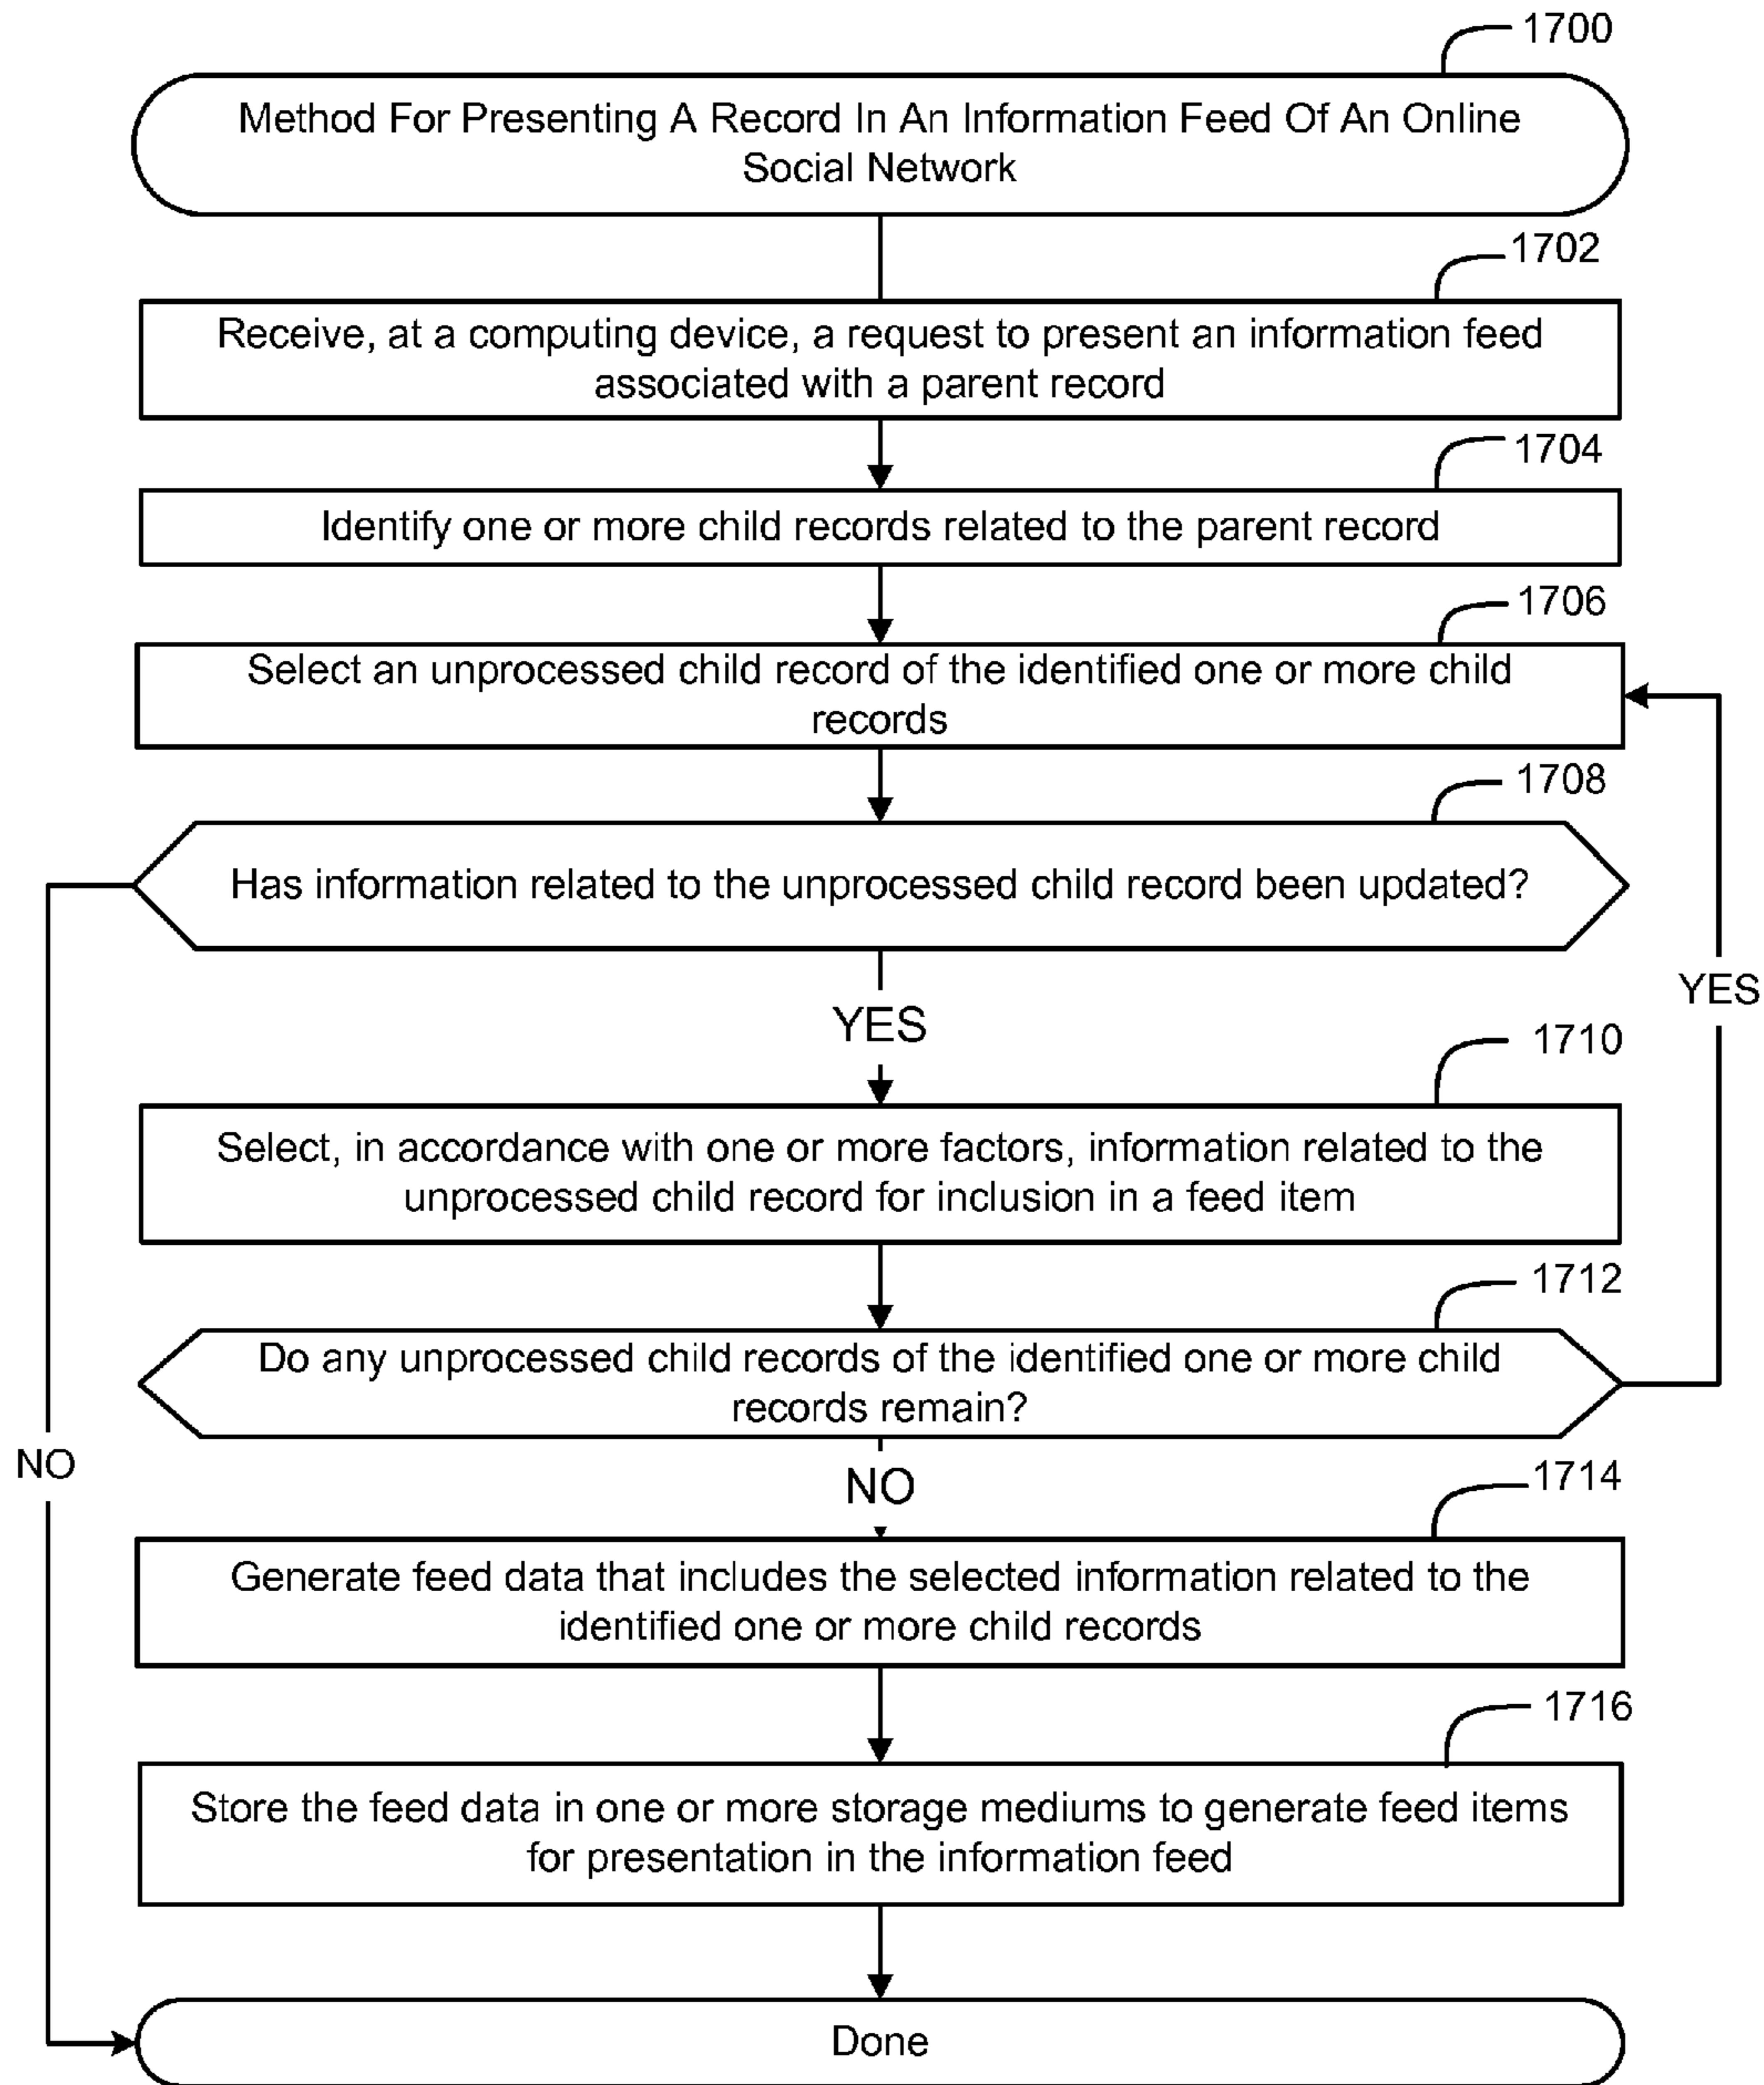 1700
Method For Presenting A Record In An Information Feed Of An Online
Social Network
1702
Receive, at a computing device, a request to present an information feed
associated with a parent record
1704
Identify one or more child records related to the parent record
1706
Select an unprocessed child record of the identified one or more child
records
1708
Has information related to the unprocessed child record been updated?
YES
YES
1710
Select, in accordance with one or more factors, information related to the
unprocessed child record for inclusion in a feed item
1712
Do any unprocessed child records of the identified one or more child
records remain?
NO
NO
1714
Generate feed data that includes the selected information related to the
identified one or more child records
1716
Store the feed data in one or more storage mediums to generate feed items
for presentation in the information feed
Done